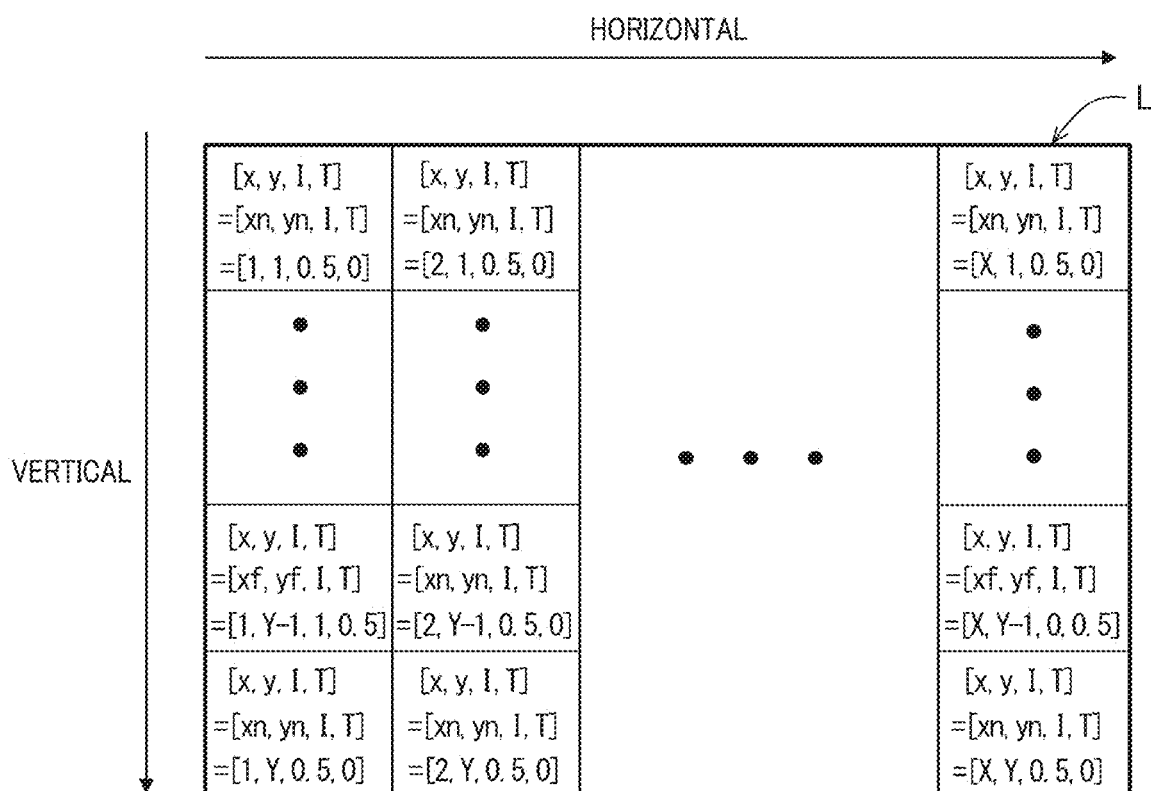 HORIZONTAL
L
VERTICAL
[x, y, I, T]
=[xn, yn, I, T]
=[1, 1, 0.5, 0]
[x, y, I, T]
=[xn, yn, I, T]
=[2, 1, 0.5, 0]
[x, y, I, T]
=[xn, yn, I, T]
=[X, 1, 0.5, 0]
[x, y, I, T]
=[xf, yf, I, T]
=[1, Y-1, 1, 0.5]
[x, y, I, T]
=[xn, yn, I, T]
=[2, Y-1, 0.5, 0]
[x, y, I, T]
=[xf, yf, I, T]
=[X, Y-1, 0, 0.5]
[x, y, I, T]
=[xn, yn, I, T]
=[1, Y, 0.5, 0]
[x, y, I, T]
=[xn, yn, I, T]
=[2, Y, 0.5, 0]
[x, y, I, T]
=[xn, yn, I, T]
=[X, Y, 0.5, 0]